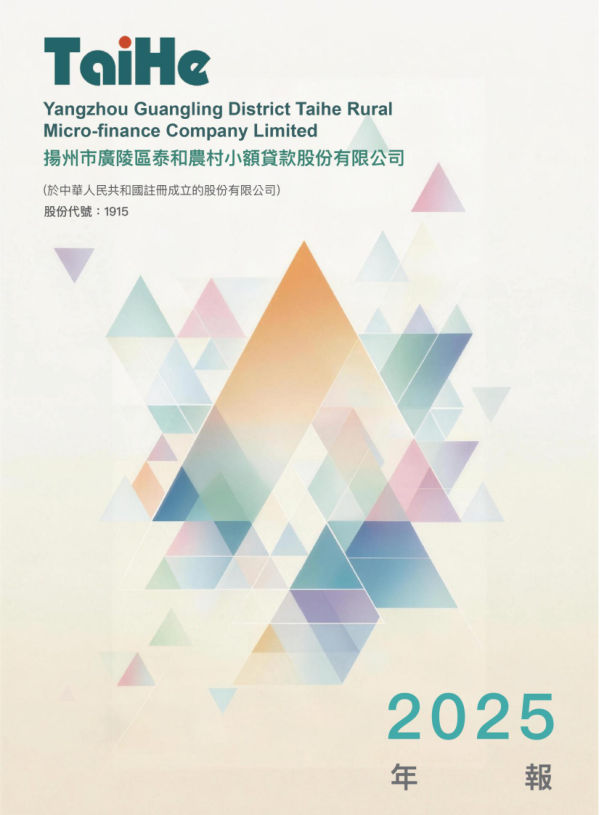 TaiHe
Yangzhou Guangling District Taihe Rural
Micro-finance Company Limited
揚州市廣陵區泰和農村小額貸款股份有限公司
(於中華人民共和國註冊成立的股份有限公司)
股份代號：1915
2025
年 報